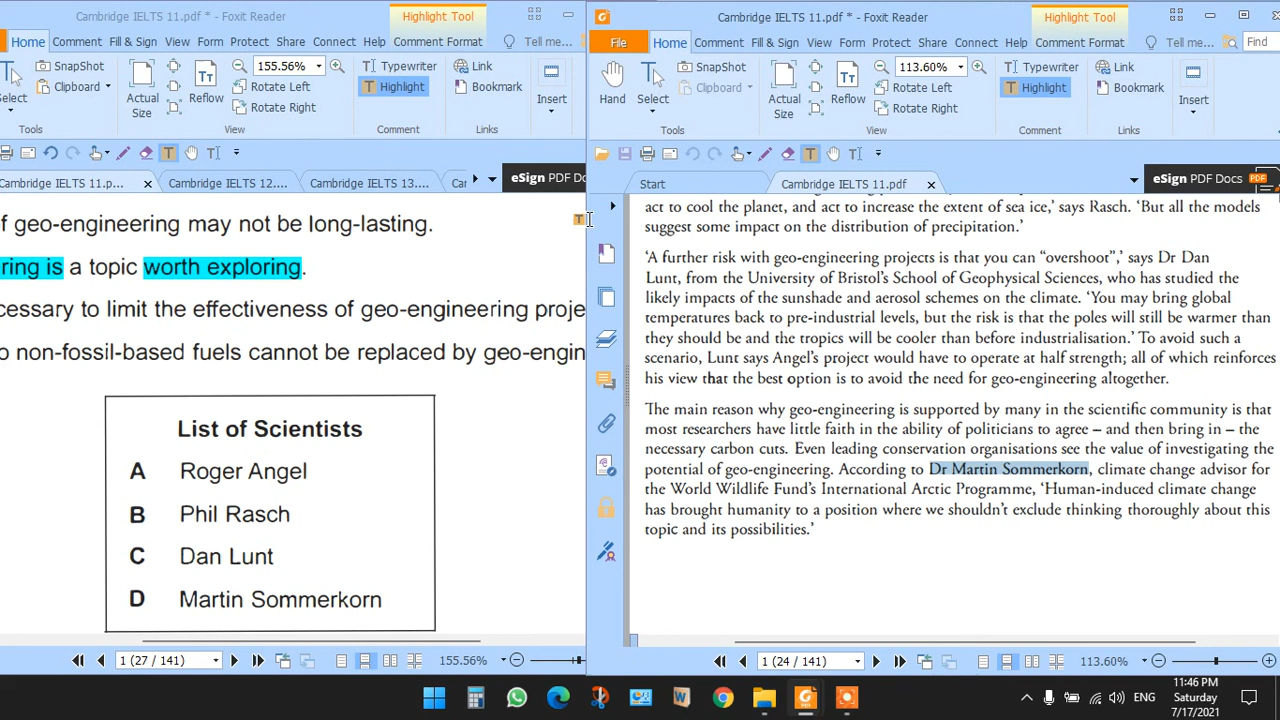 Cambridge IELTS 11.pdf * - Foxit Reader
Highlight Tool
Home Comment Fill & Sign View Form Protect Share Connect Help Comment Format Tell me...
SnapShot
Clipboard
Select
Actual Size
Reflow
155.56%
Rotate Left
Rotate Right
Typewriter
Highlight
Link
Bookmark
Insert
Tools View Comment Links
Cambridge IELTS 11.p... Cambridge IELTS 12.... Cambridge IELTS 13.... Ca
eSign PDF Do
of geo-engineering may not be long-lasting.
ring is a topic worth exploring.
cessary to limit the effectiveness of geo-engineering proje
o non-fossil-based fuels cannot be replaced by geo-engin
List of Scientists
A Roger Angel
B Phil Rasch
C Dan Lunt
D Martin Sommerkorn
1 (27 / 141)
155.56%
Cambridge IELTS 11.pdf * - Foxit Reader
Highlight Tool
File Home Comment Fill & Sign View Form Protect Share Connect Help Comment Format Tell me... Find
Hand
Select
SnapShot
Clipboard
Actual Size
Reflow
113.60%
Rotate Left
Rotate Right
Typewriter
Highlight
Link
Bookmark
Insert
Tools View Comment Links
Start Cambridge IELTS 11.pdf
eSign PDF Docs
PDF
act to cool the planet, and act to increase the extent of sea ice,' says Rasch. 'But all the models
suggest some impact on the distribution of precipitation.'
'A further risk with geo-engineering projects is that you can “overshoot”,' says Dr Dan
Lunt, from the University of Bristol's School of Geophysical Sciences, who has studied the
likely impacts of the sunshade and aerosol schemes on the climate. 'You may bring global
temperatures back to pre-industrial levels, but the risk is that the poles will still be warmer than
they should be and the tropics will be cooler than before industrialisation.' To avoid such a
scenario, Lunt says Angel's project would have to operate at half strength; all of which reinforces
his view that the best option is to avoid the need for geo-engineering altogether.
The main reason why geo-engineering is supported by many in the scientific community is that
most researchers have little faith in the ability of politicians to agree – and then bring in – the
necessary carbon cuts. Even leading conservation organisations see the value of investigating the
potential of geo-engineering. According to Dr Martin Sommerkorn, climate change advisor for
the World Wildlife Fund's International Arctic Programme, 'Human-induced climate change
has brought humanity to a position where we shouldn't exclude thinking thoroughly about this
topic and its possibilities.'
1 (24 / 141)
113.60%
ENG
11:46 PM
Saturday
7/17/2021